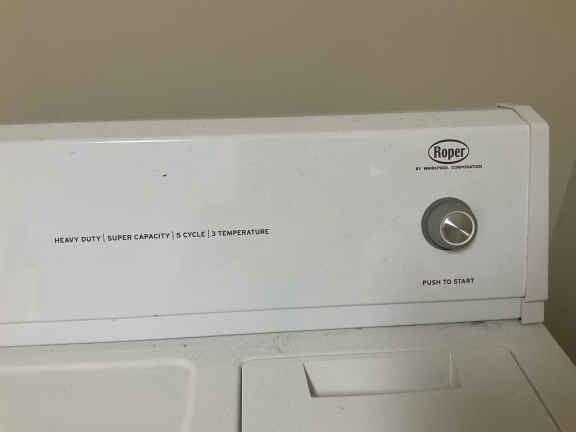 Roper
BY WHIRLPOOL CORPORATION
HEAVY DUTY | SUPER CAPACITY | 5 CYCLE | 3 TEMPERATURE
PUSH TO START